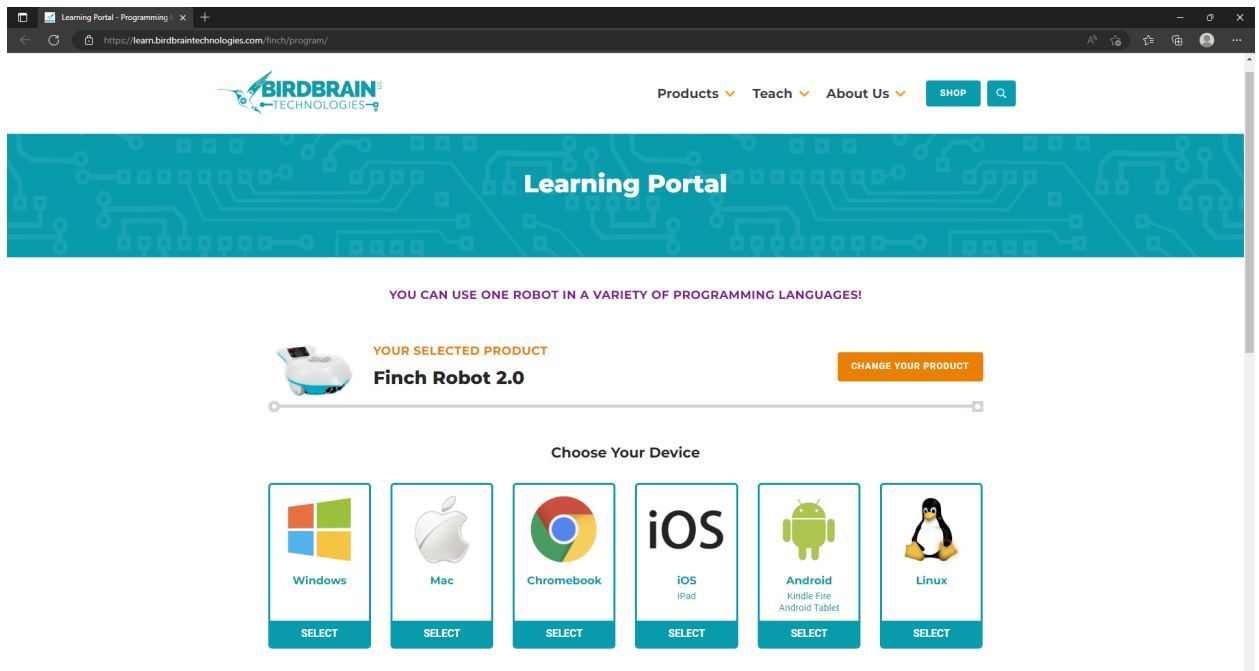 Learning Portal - Programming
https://learn.birdbraintechnologies.com/finch/program/
BIRDBRAIN LLC
TECHNOLOGIES
Products
Teach
About Us
SHOP
Learning Portal
YOU CAN USE ONE ROBOT IN A VARIETY OF PROGRAMMING LANGUAGES!
YOUR SELECTED PRODUCT
Finch Robot 2.0
CHANGE YOUR PRODUCT
Choose Your Device
Windows
SELECT
Mac
SELECT
Chromebook
SELECT
iOS
iOS
iPad
SELECT
Android
Kindle Fire
Android Tablet
SELECT
Linux
SELECT